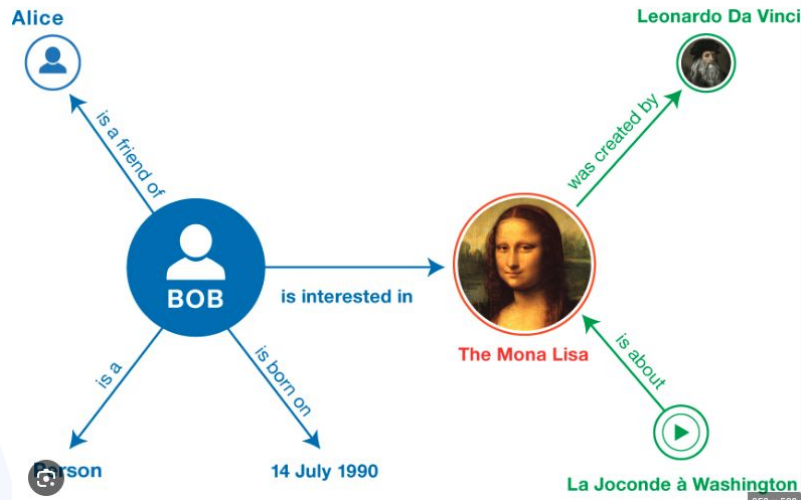 Alice
Leonardo Da Vinci
is a friend of
was created by
BOB
is interested in
The Mona Lisa
is a
is born on
is about
14 July 1990
La Joconde à Washington